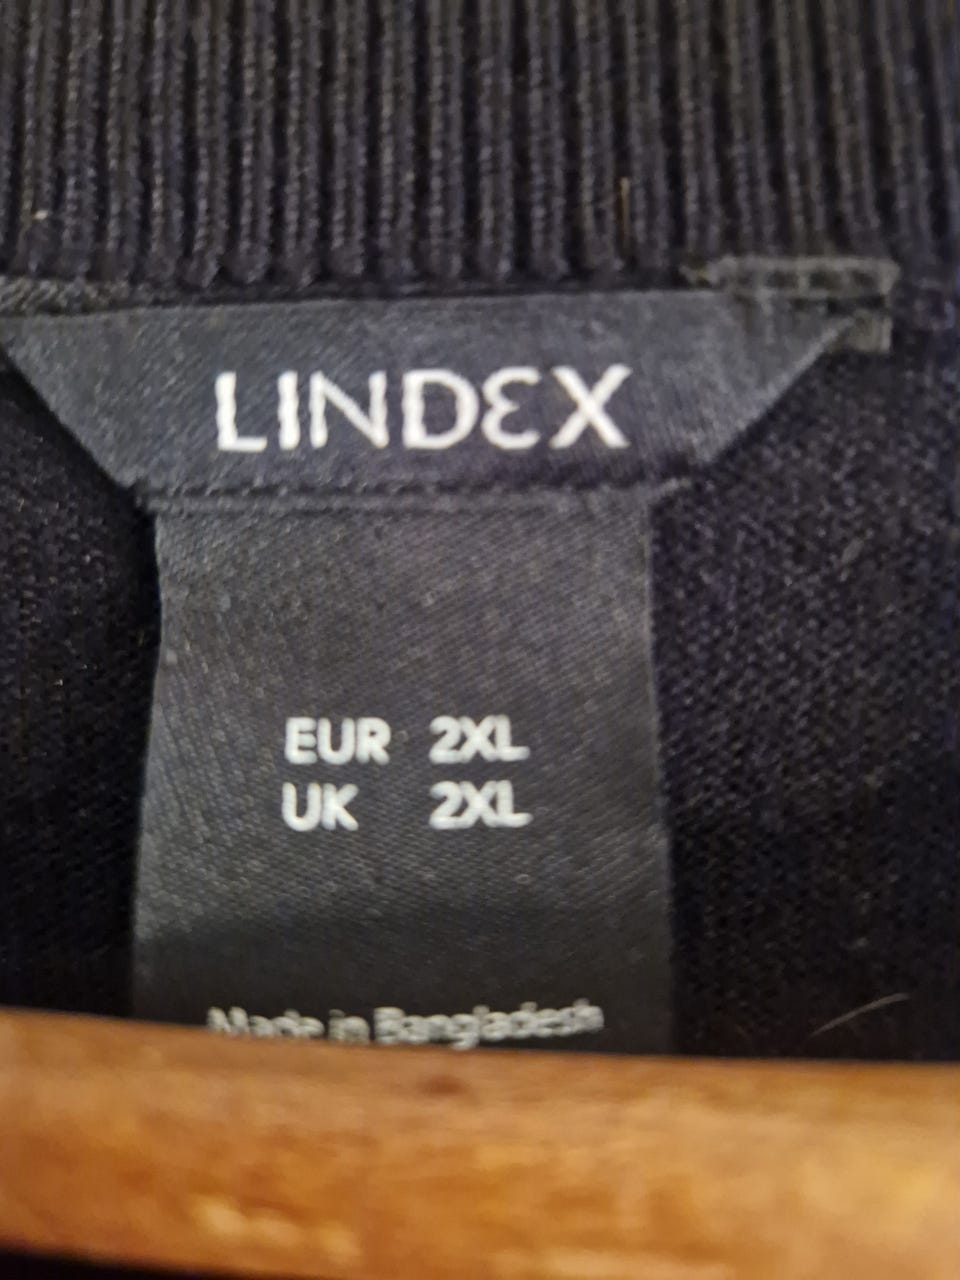 LINDEX
EUR 2XL
UK 2XL
Made in Bangladesh